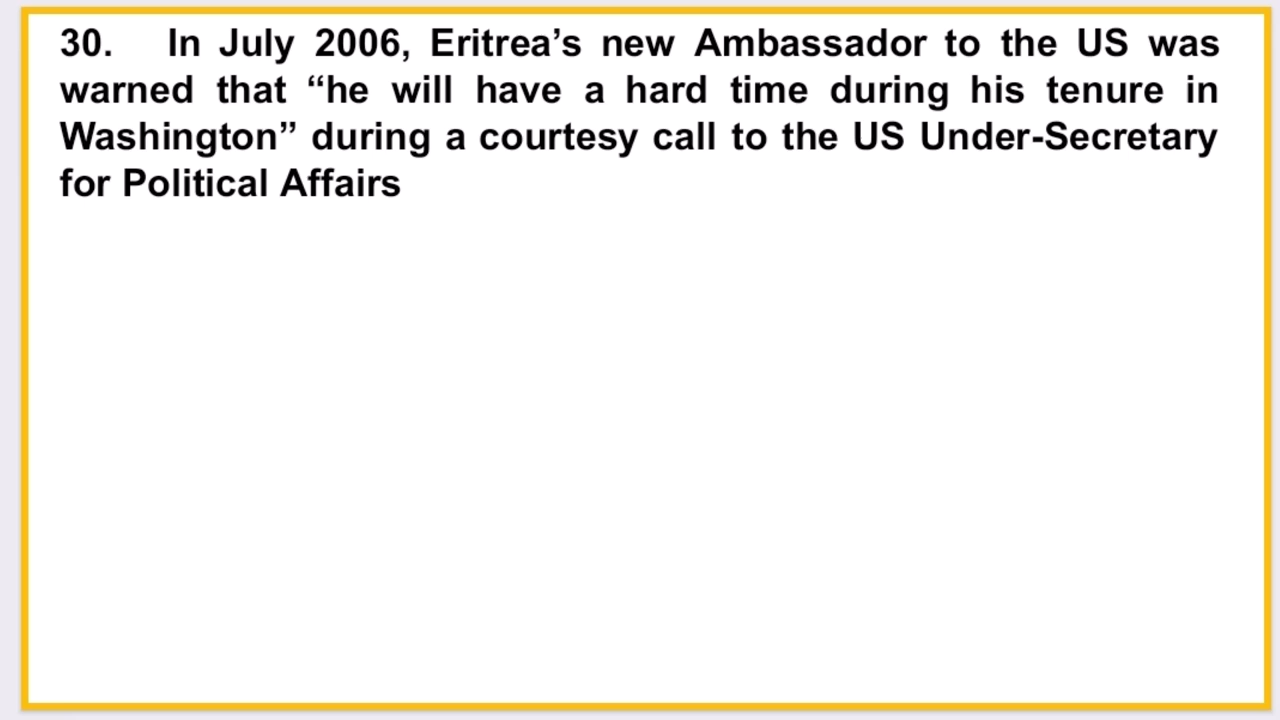 30. In July 2006, Eritrea’s new Ambassador to the US was
warned that “he will have a hard time during his tenure in
Washington” during a courtesy call to the US Under-Secretary
for Political Affairs